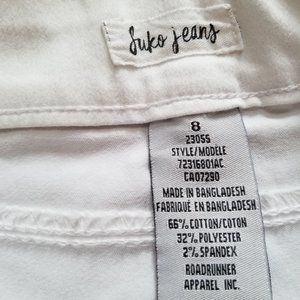 Suko jeans
8
23055
STYLE/MODÈLE
72316801AC
CA07290
MADE IN BANGLADESH
FABRIQUÉ EN BANGLADESH
66% COTTON/COTON
32% POLYESTER
2% SPANDEX
ROADRUNNER
APPAREL INC.